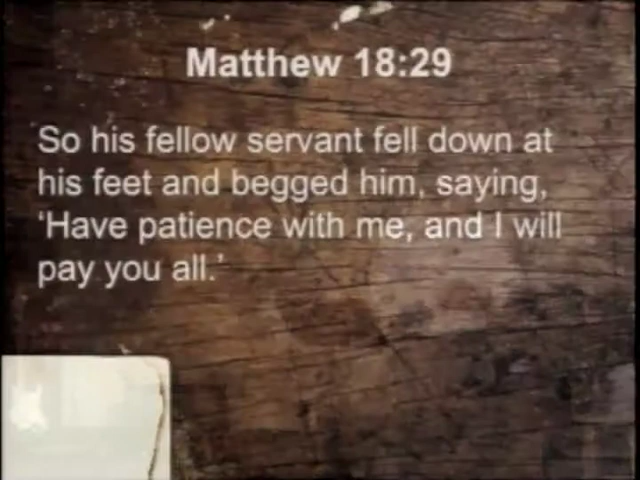 Matthew 18:29
So his fellow servant fell down at
his feet and begged him, saying,
‘Have patience with me, and I will
pay you all.’